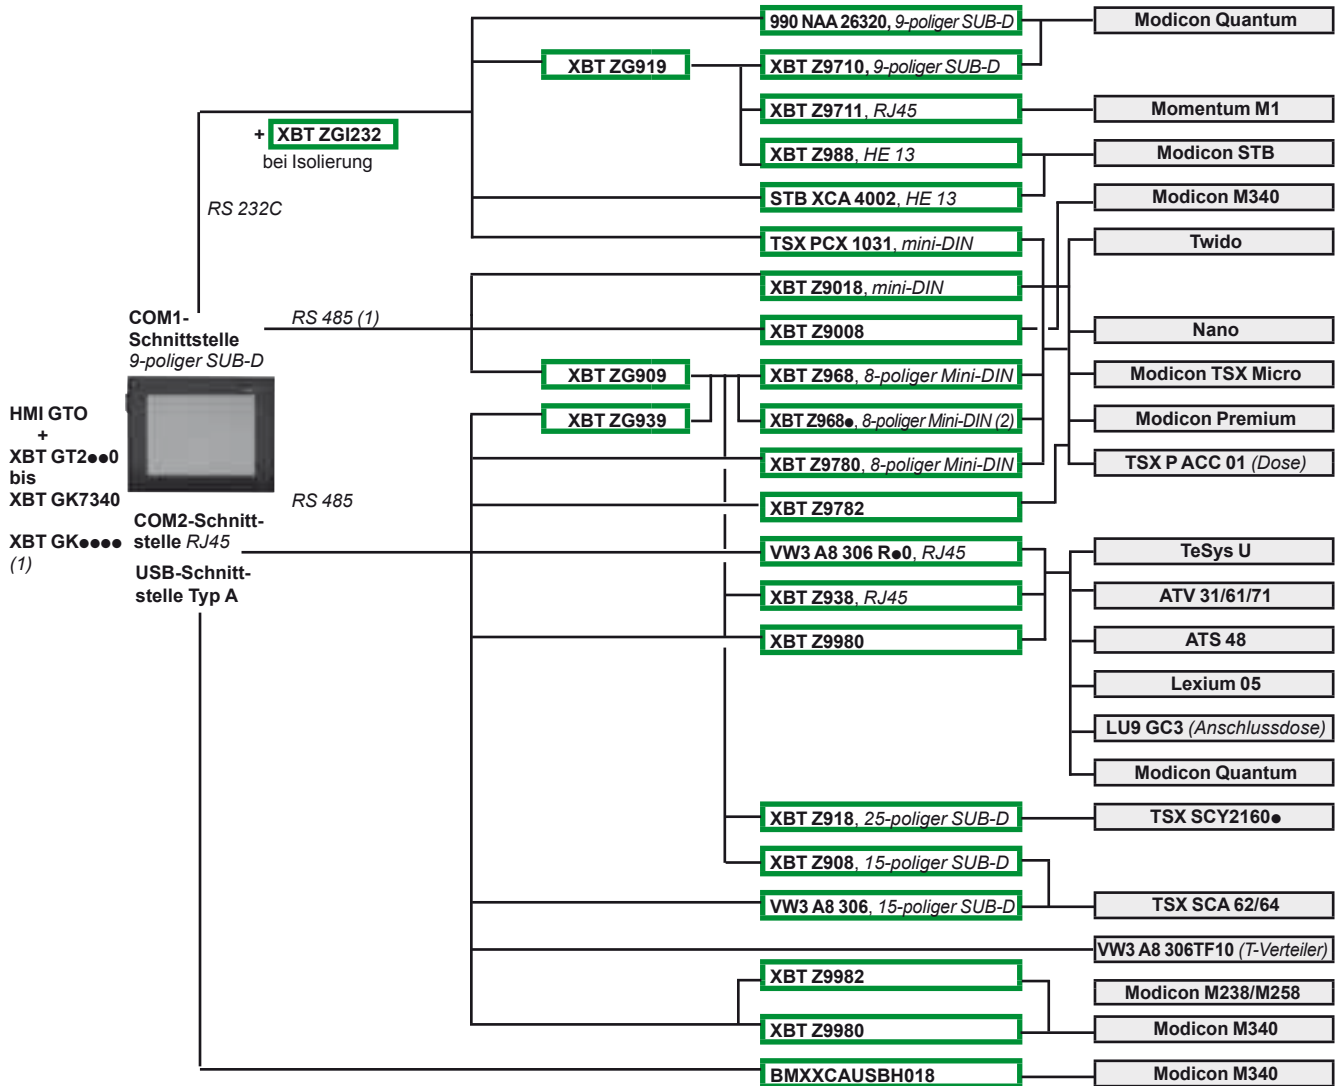 990 NAA 26320, 9-poliger SUB-D
Modicon Quantum
XBT ZG919
XBT Z9710, 9-poliger SUB-D
XBT Z9711, RJ45
Momentum M1
+ XBT ZGI232
bei Isolierung
XBT Z988, HE 13
Modicon STB
STB XCA 4002, HE 13
Modicon M340
RS 232C
TSX PCX 1031, mini-DIN
Twido
XBT Z9018, mini-DIN
COM1-
Schnittstelle
9-poliger SUB-D
RS 485 (1)
XBT Z9008
Nano
XBT ZG909
XBT Z968, 8-poliger Mini-DIN
Modicon TSX Micro
XBT ZG939
XBT Z968●, 8-poliger Mini-DIN (2)
Modicon Premium
HMI GTO
+
XBT GT2●●0
bis
XBT GK7340
XBT Z9780, 8-poliger Mini-DIN
TSX P ACC 01 (Dose)
RS 485
XBT Z9782
XBT GK●●●●
(1)
COM2-Schnitt-
stelle RJ45
USB-Schnitt-
stelle Typ A
VW3 A8 306 R●0, RJ45
TeSys U
XBT Z938, RJ45
ATV 31/61/71
XBT Z9980
ATS 48
Lexium 05
LU9 GC3 (Anschlussdose)
Modicon Quantum
XBT Z918, 25-poliger SUB-D
TSX SCY2160●
XBT Z908, 15-poliger SUB-D
VW3 A8 306, 15-poliger SUB-D
TSX SCA 62/64
VW3 A8 306TF10 (T-Verteiler)
XBT Z9982
Modicon M238/M258
XBT Z9980
Modicon M340
BMXXCAUSBH018
Modicon M340